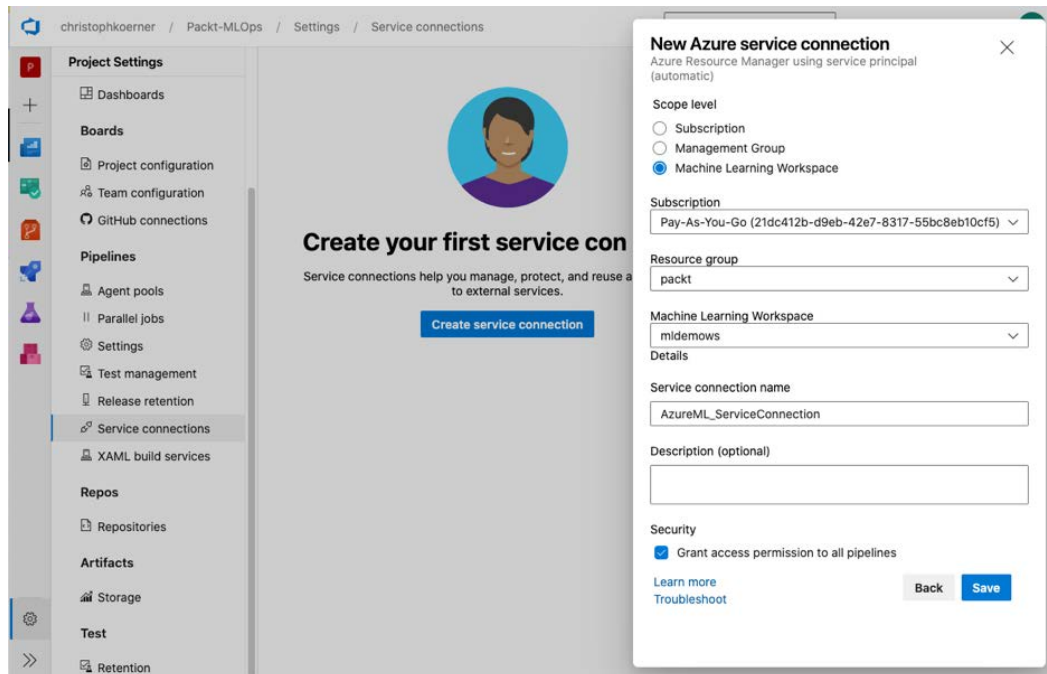 christophkoerner / Packt-MLOps / Settings / Service connections
P
Project Settings
Dashboards
Boards
Project configuration
Team configuration
GitHub connections
Pipelines
Agent pools
Parallel jobs
Settings
Test management
Release retention
Service connections
XAML build services
Repos
Repositories
Artifacts
Storage
Test
Retention
Create your first service con
Service connections help you manage, protect, and reuse a
to external services.
Create service connection
New Azure service connection
Azure Resource Manager using service principal
(automatic)
Scope level
Subscription
Management Group
Machine Learning Workspace
Subscription
Pay-As-You-Go (21dc412b-d9eb-42e7-8317-55bc8eb10cf5)
Resource group
packt
Machine Learning Workspace
mldemows
Details
Service connection name
AzureML_ServiceConnection
Description (optional)
Security
Grant access permission to all pipelines
Learn more
Troubleshoot
Back
Save